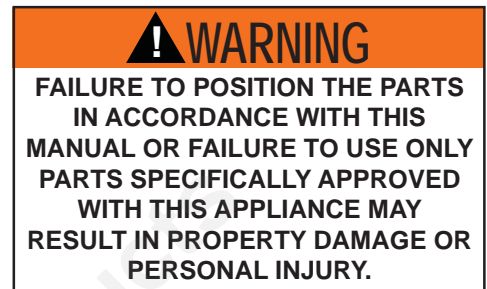 WARNING
FAILURE TO POSITION THE PARTS
IN ACCORDANCE WITH THIS
MANUAL OR FAILURE TO USE ONLY
PARTS SPECIFICALLY APPROVED
WITH THIS APPLIANCE MAY
RESULT IN PROPERTY DAMAGE OR
PERSONAL INJURY.